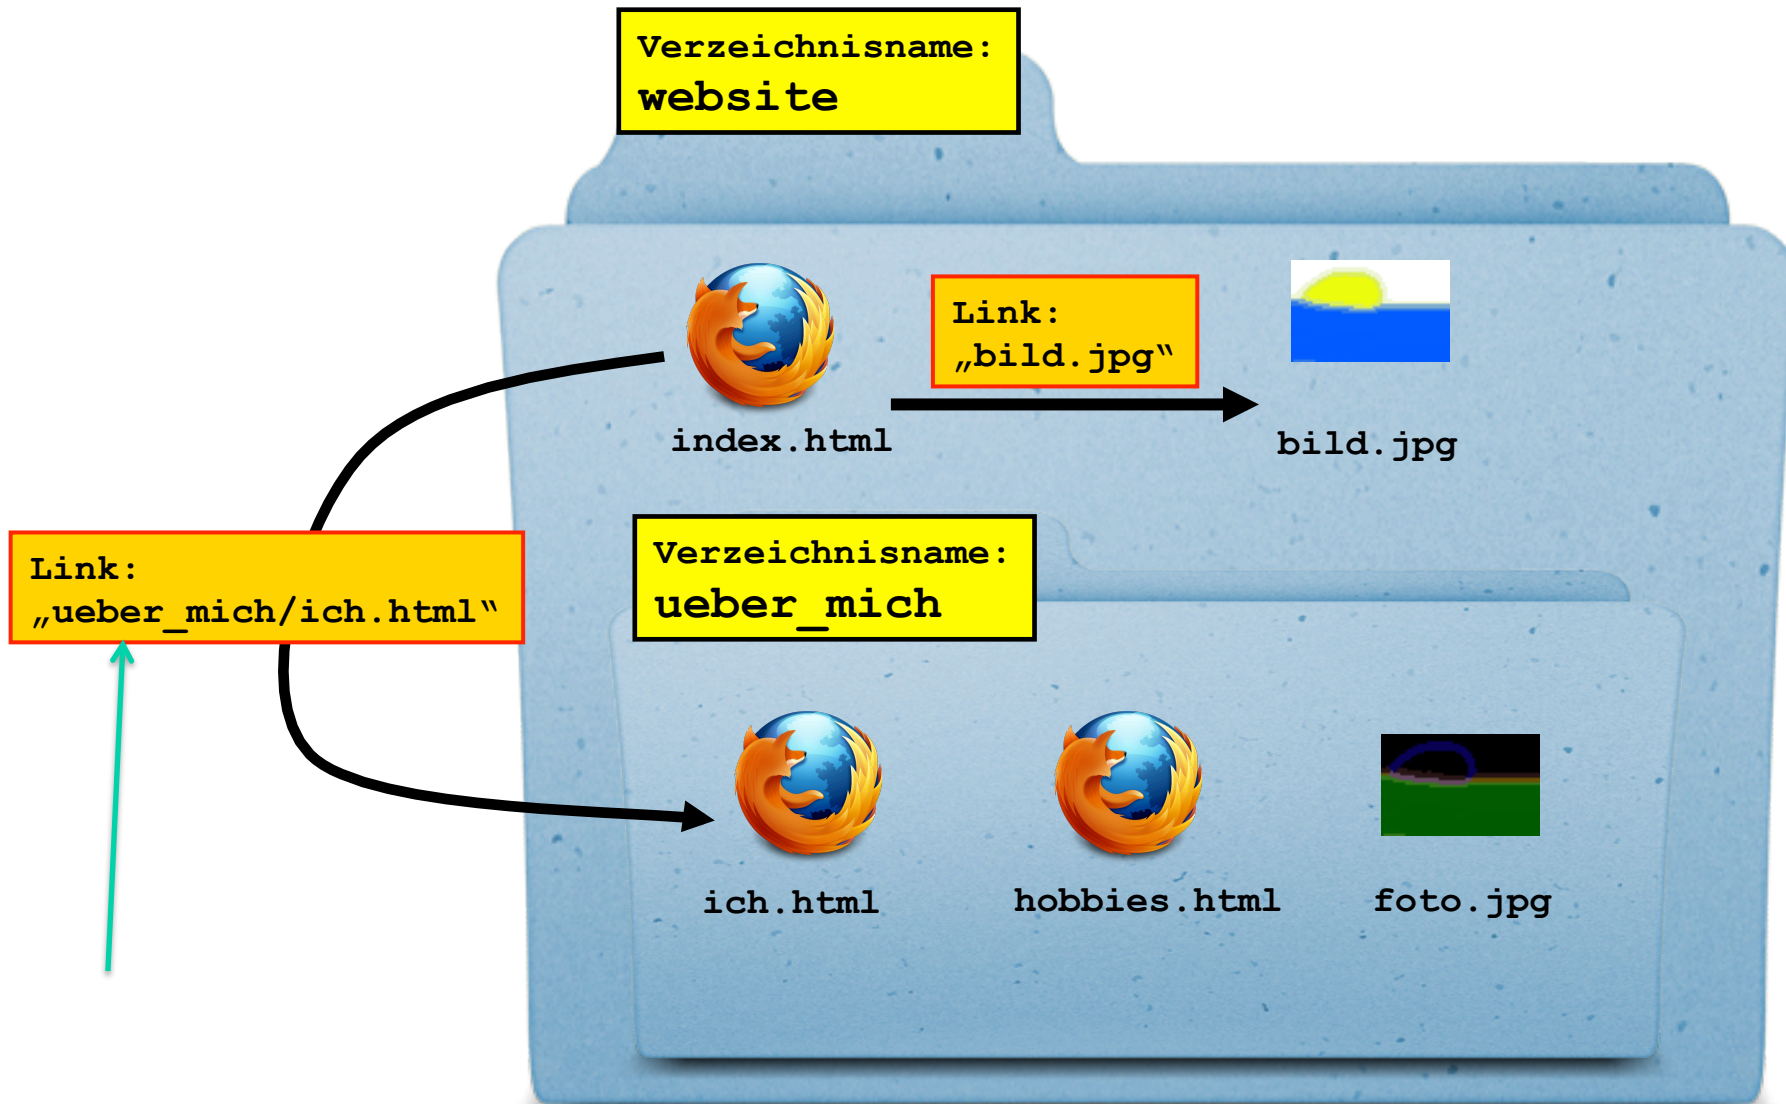 Verzeichnisname:
website
Link:
„bild.jpg“
index.html
bild.jpg
Link:
„ueber_mich/ich.html“
Verzeichnisname:
ueber_mich
ich.html
hobbies.html
foto.jpg